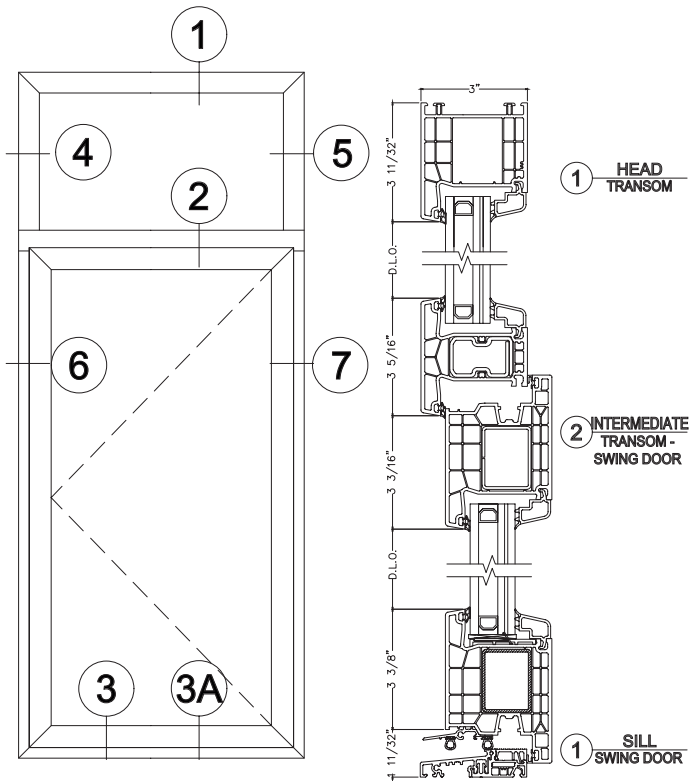 1
4
5
2
6
7
3
3A
3"
3 11/32"
D.L.O.
3 5/16"
3 3/16"
D.L.O.
3 3/8"
1 11/32"
1 HEAD
TRANSOM
2 INTERMEDIATE
TRANSOM -
SWING DOOR
1 SILL
SWING DOOR